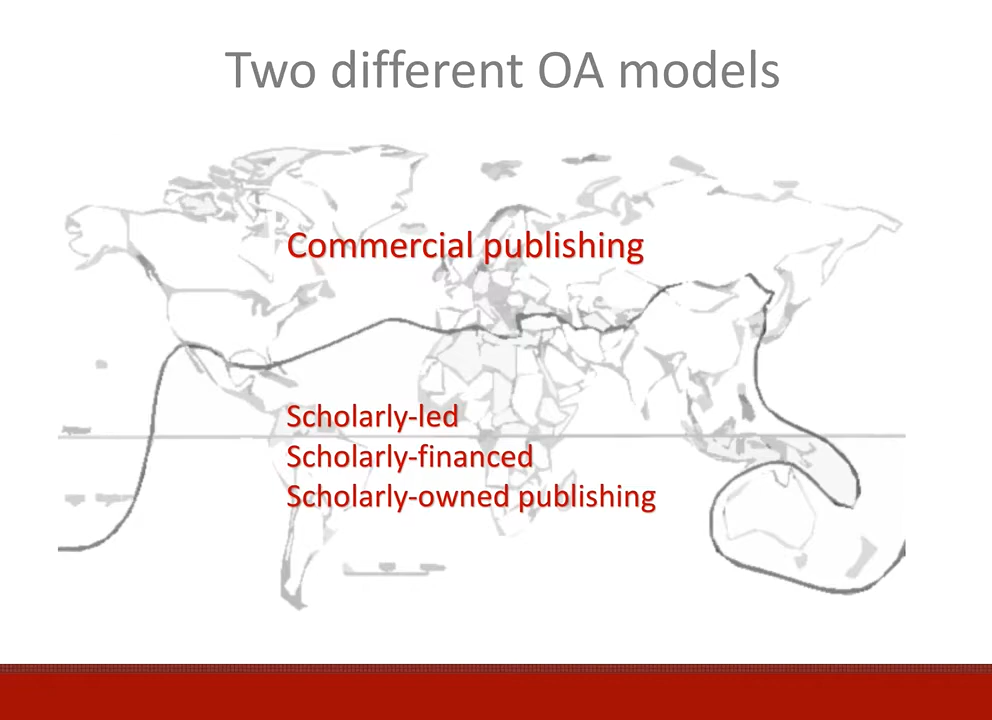 Two different OA models
Commercial publishing
Scholarly-led
Scholarly-financed
Scholarly-owned publishing